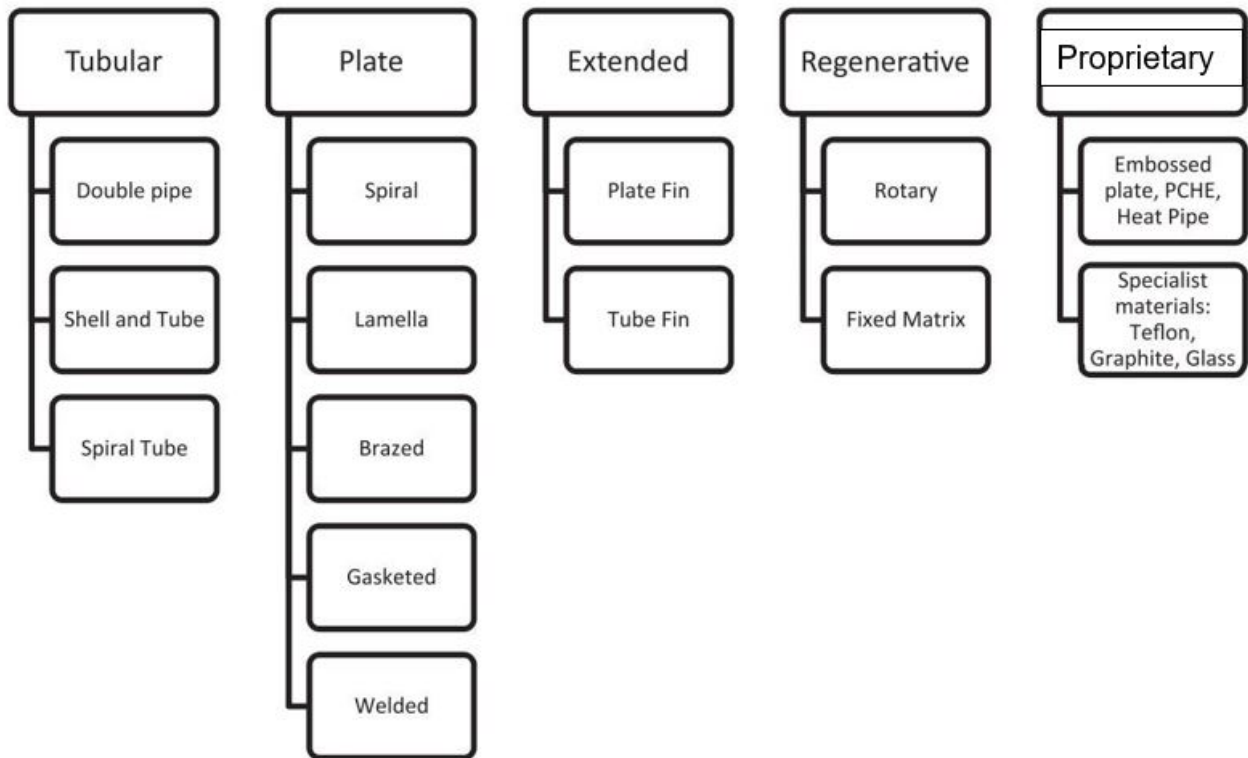 Tubular
Double pipe
Shell and Tube
Spiral Tube
Plate
Spiral
Lamella
Brazed
Gasketed
Welded
Extended
Plate Fin
Tube Fin
Regenerative
Rotary
Fixed Matrix
Proprietary
Embossed
plate, PCHE,
Heat Pipe
Specialist
materials:
Teflon,
Graphite, Glass